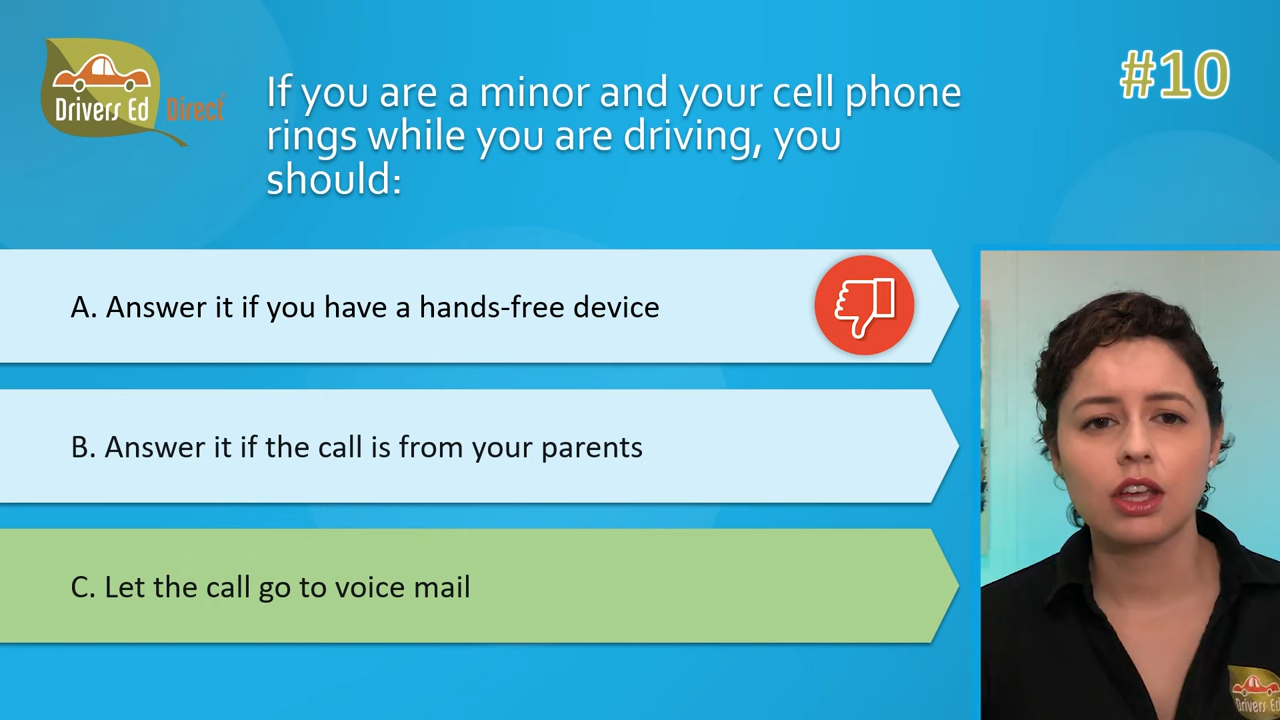 Drivers Ed Direct
#10
If you are a minor and your cell phone
rings while you are driving, you
should:
A. Answer it if you have a hands-free device
B. Answer it if the call is from your parents
C. Let the call go to voice mail
Drivers Ed